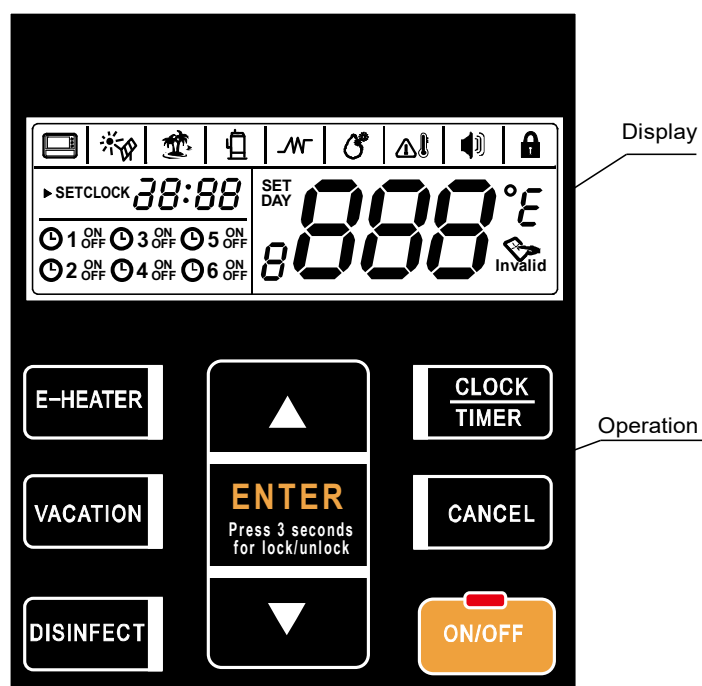 Display
▶ SETCLOCK 38:88
SET
DAY
8 888 °E
1 ON OFF 3 ON OFF 5 ON OFF
2 ON OFF 4 ON OFF 6 ON OFF
Invalid
E-HEATER
CLOCK
TIMER
Operation
VACATION
ENTER
Press 3 seconds
for lock/unlock
CANCEL
DISINFECT
ON/OFF